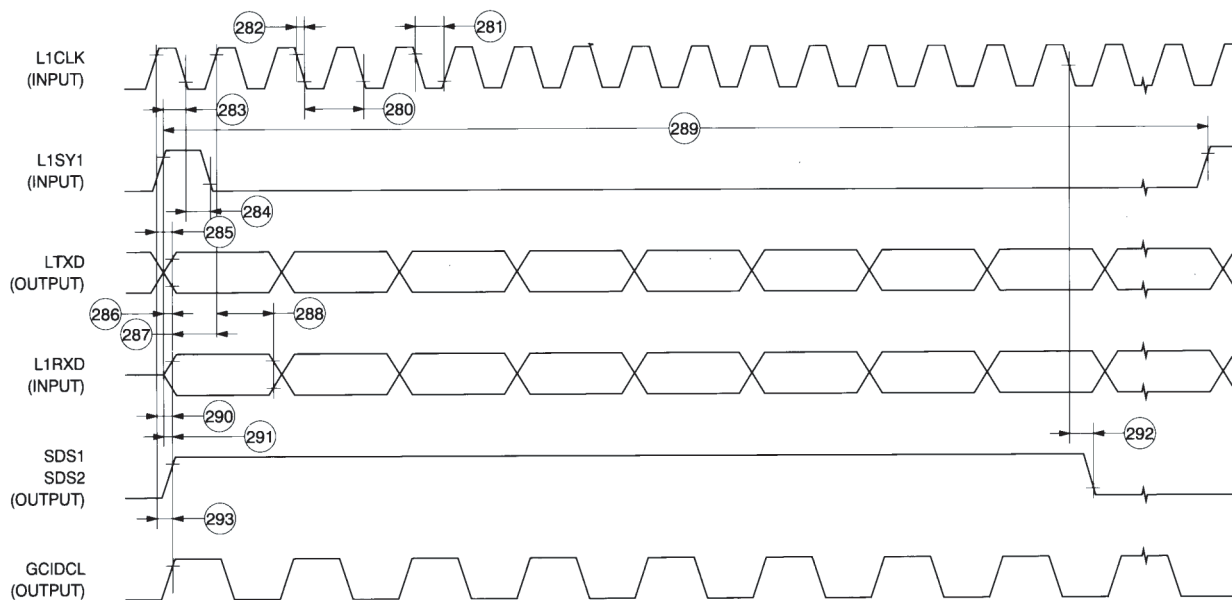 282
281
L1CLK
(INPUT)
283
280
289
L1SY1
(INPUT)
284
285
LTXD
(OUTPUT)
286
288
287
L1RXD
(INPUT)
290
291
292
SDS1
SDS2
(OUTPUT)
293
GCIDCL
(OUTPUT)